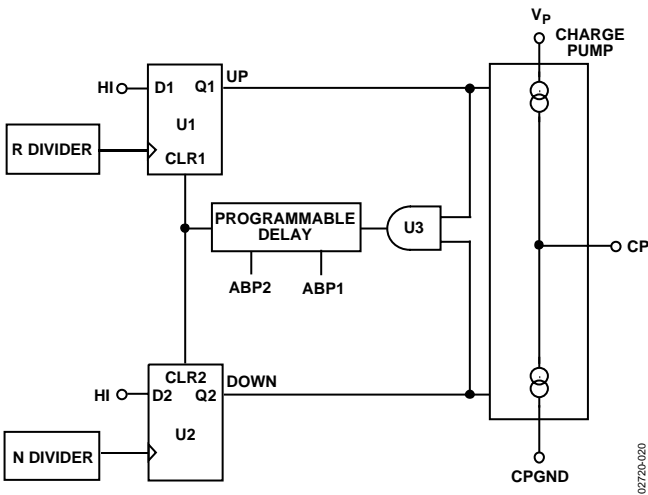 VP
CHARGE
PUMP
HI
D1
Q1
UP
U1
R DIVIDER
CLR1
PROGRAMMABLE
DELAY
U3
CP
ABP2
ABP1
CLR2
DOWN
HI
D2
Q2
U2
N DIVIDER
CPGND
02720-020